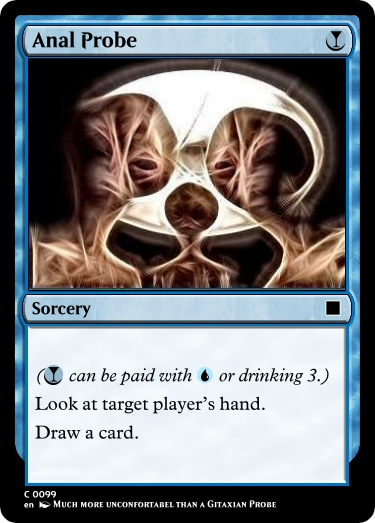 Anal Probe
Sorcery
( can be paid with or drinking 3.)
Look at target player's hand.
Draw a card.
C 0099
en Much more unconfortabel than a Gitaxian Probe